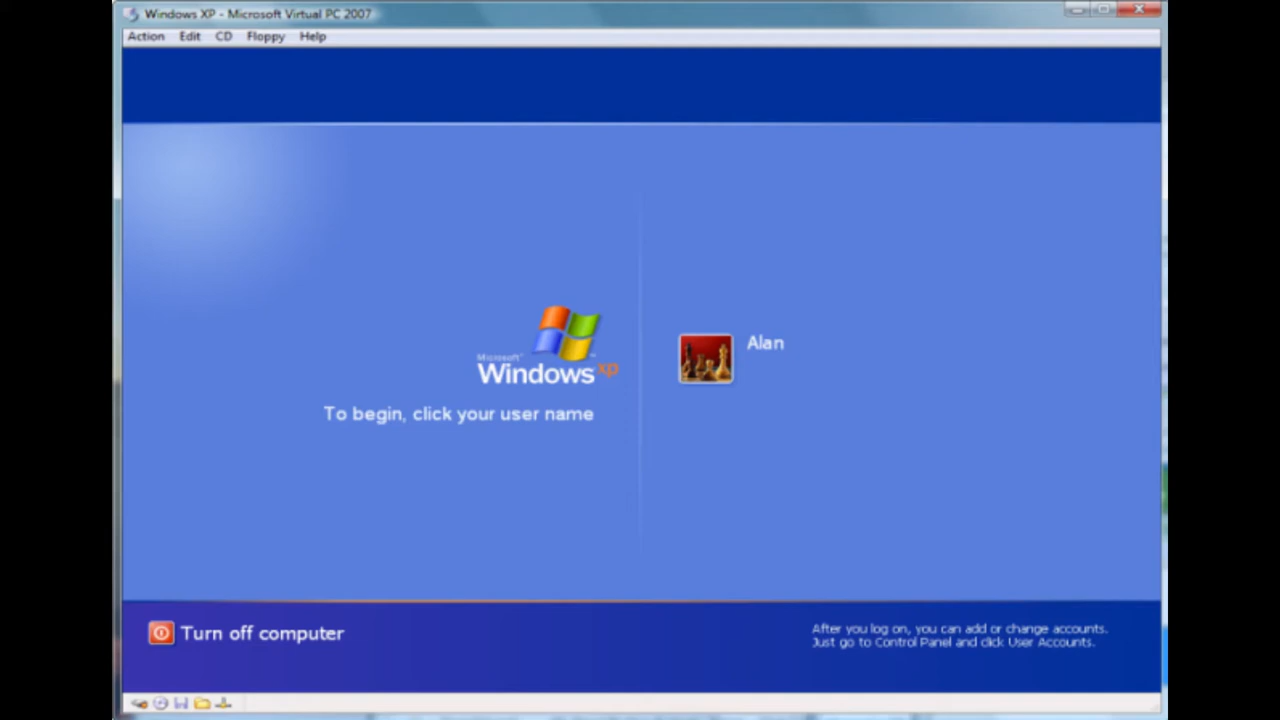 Windows XP - Microsoft Virtual PC 2007
Action Edit CD Floppy Help
Microsoft
Windows xp
To begin, click your user name
Alan
Turn off computer
After you log on, you can add or change accounts.
Just go to Control Panel and click User Accounts.